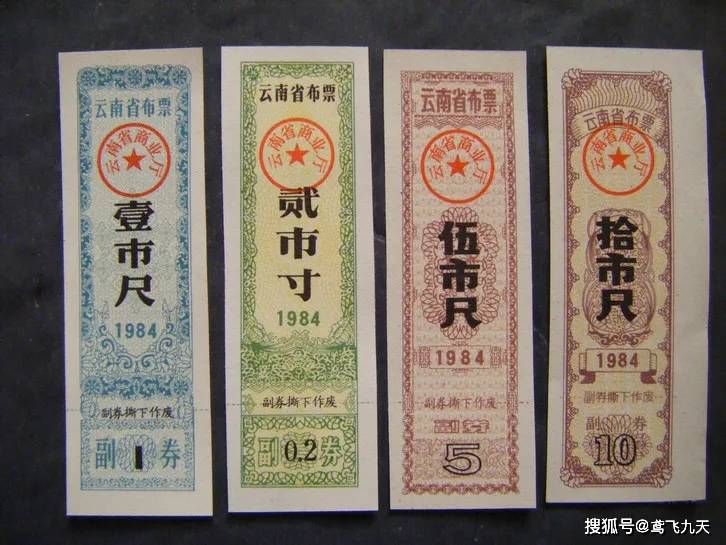 云南省布票
云南省商业厅
壹市尺
1984
副券撕下作废
副 券
1
云南省布票
云南省商业厅
贰市寸
1984
副券撕下作废
副 券
0.2
云南省布票
云南省商业厅
伍市尺
1984
副券撕下作废
副券
5
云南省布票
云南省商业厅
拾市尺
1984
副券撕下作废
副 券
10
搜狐号@鸢飞九天